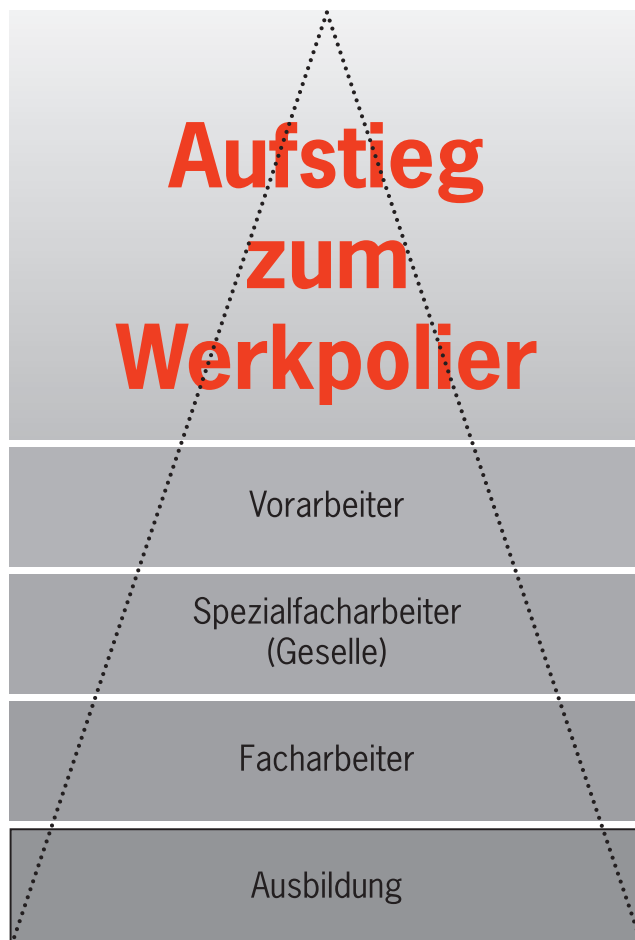 Aufstieg
zum
Werkpolier
Vorarbeiter
Spezialfacharbeiter
(Geselle)
Facharbeiter
Ausbildung